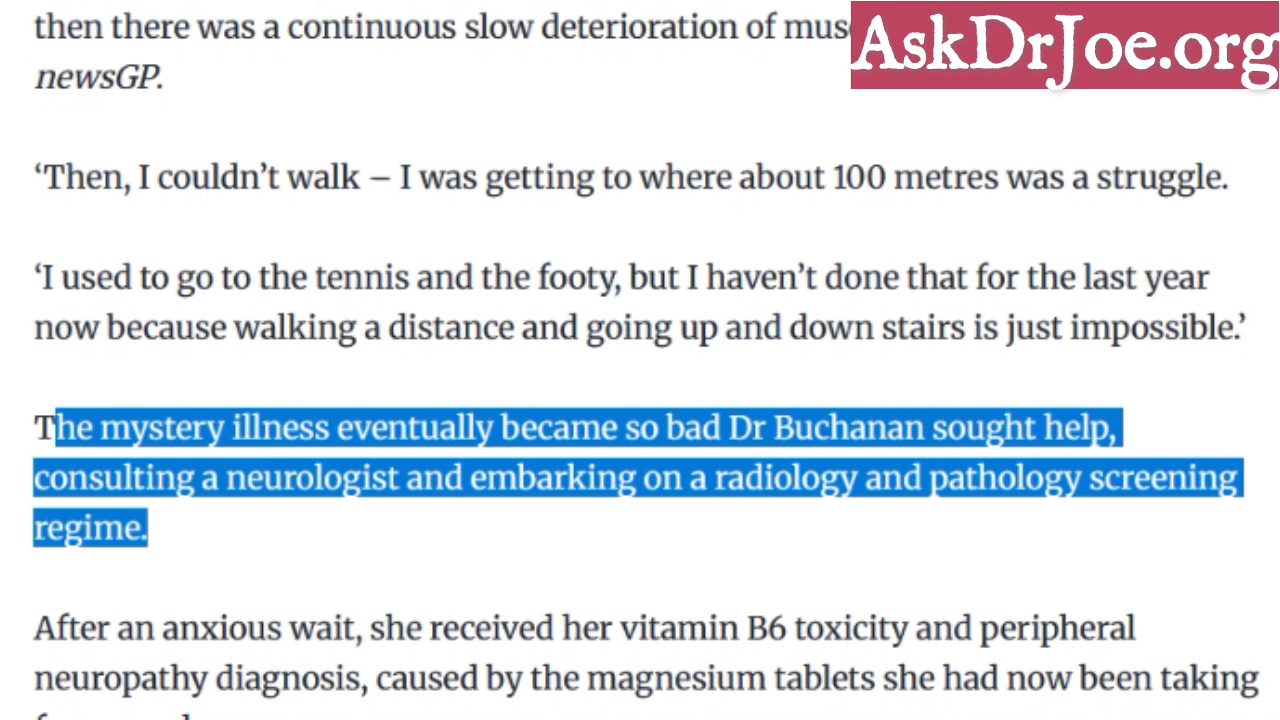 then there was a continuous slow deterioration of
AskDrJoe.org
newsGP.
‘Then, I couldn’t walk – I was getting to where about 100 metres was a struggle.
‘I used to go to the tennis and the footy, but I haven’t done that for the last year
now because walking a distance and going up and down stairs is just impossible.’
The mystery illness eventually became so bad Dr Buchanan sought help,
consulting a neurologist and embarking on a radiology and pathology screening
regime.
After an anxious wait, she received her vitamin B6 toxicity and peripheral
neuropathy diagnosis, caused by the magnesium tablets she had now been taking